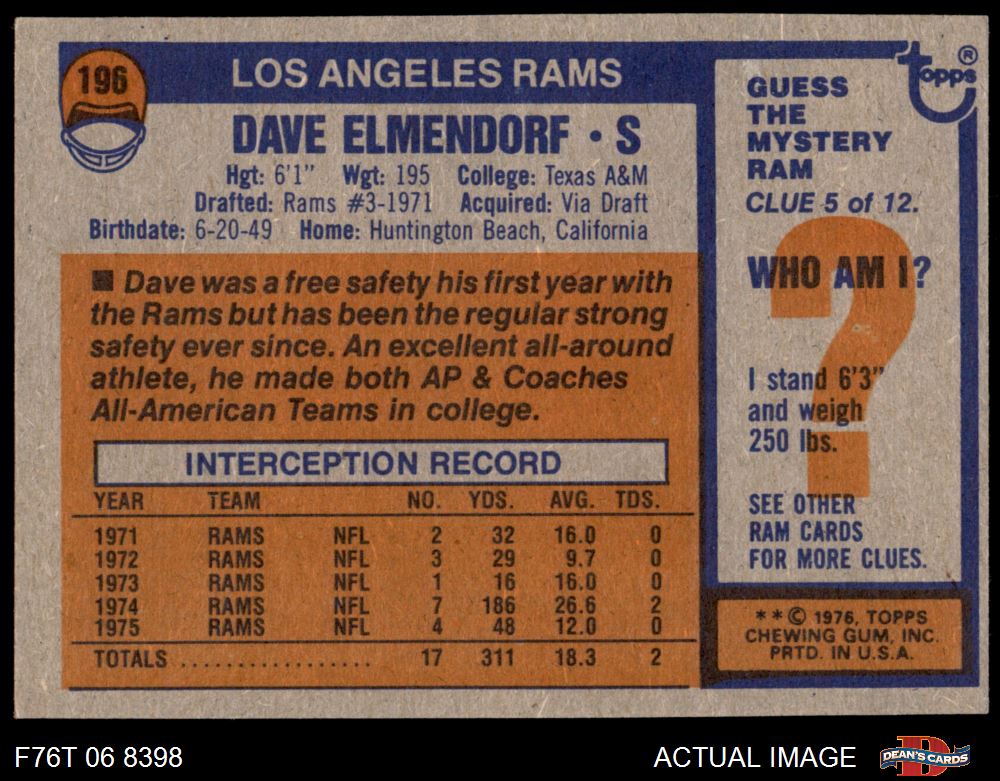 196
LOS ANGELES RAMS
DAVE ELMENDORF • S
Hgt: 6'1" Wgt: 195 College: Texas A&M
Drafted: Rams #3-1971 Acquired: Via Draft
Birthdate: 6-20-49 Home: Huntington Beach, California
■ Dave was a free safety his first year with
the Rams but has been the regular strong
safety ever since. An excellent all-around
athlete, he made both AP & Coaches
All-American Teams in college.
INTERCEPTION RECORD
YEAR TEAM NO. YDS. AVG. TDS.
1971 RAMS NFL 2 32 16.0 0
1972 RAMS NFL 3 29 9.7 0
1973 RAMS NFL 1 16 16.0 0
1974 RAMS NFL 7 186 26.6 2
1975 RAMS NFL 4 48 12.0 0
TOTALS .................. 17 311 18.3 2
topps ®
GUESS
THE
MYSTERY
RAM
CLUE 5 of 12.
WHO AM I?
?
I stand 6'3"
and weigh
250 lbs.
SEE OTHER
RAM CARDS
FOR MORE CLUES.
**© 1976, TOPPS
CHEWING GUM, INC.
PRTD. IN U.S.A.
F76T 06 8398
ACTUAL IMAGE
D
DEAN'S CARDS